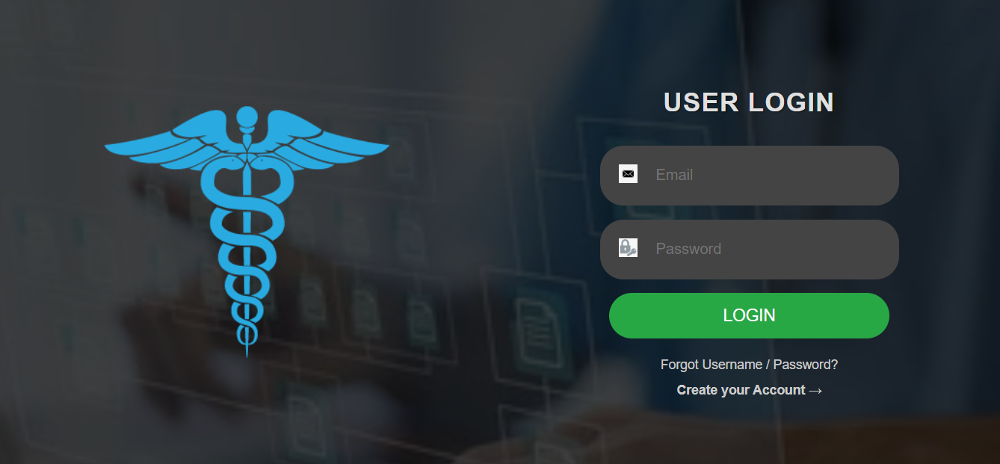 USER LOGIN
Email
Password
LOGIN
Forgot Username / Password?
Create your Account →